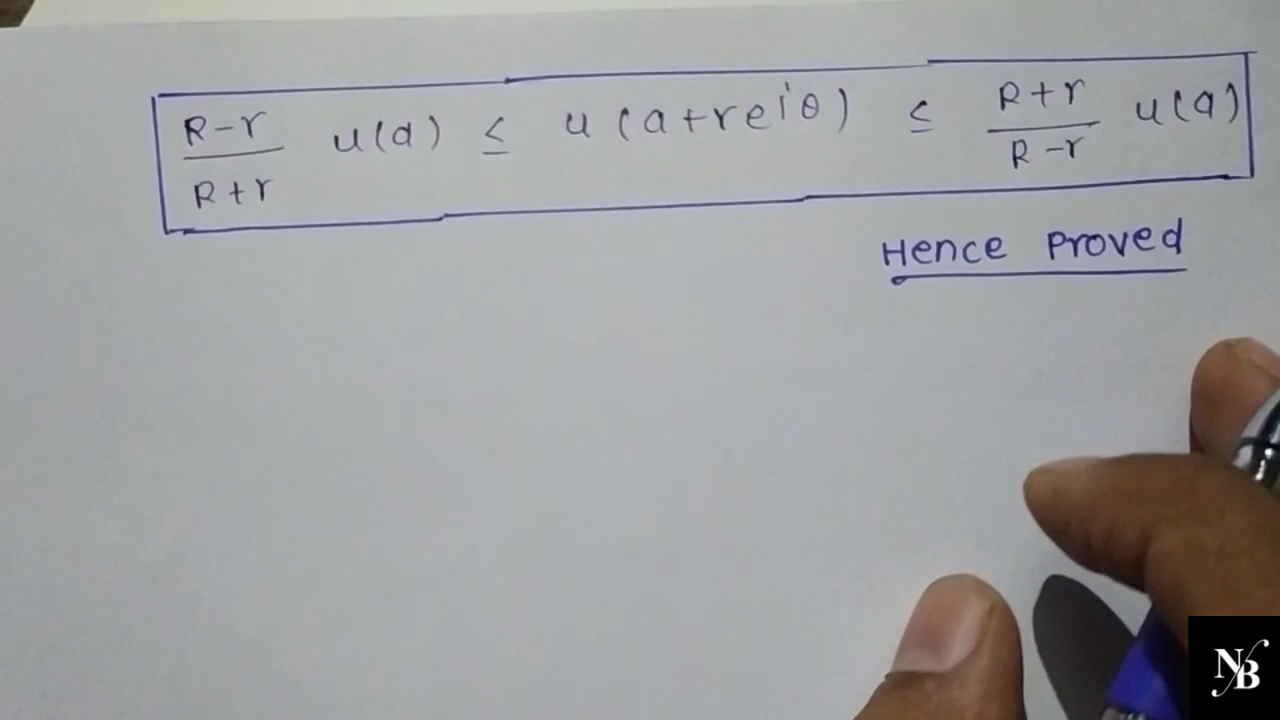 R-r/R+r u(a) ≤ u(a+re^iθ) ≤ R+r/R-r u(a)
Hence Proved
NB